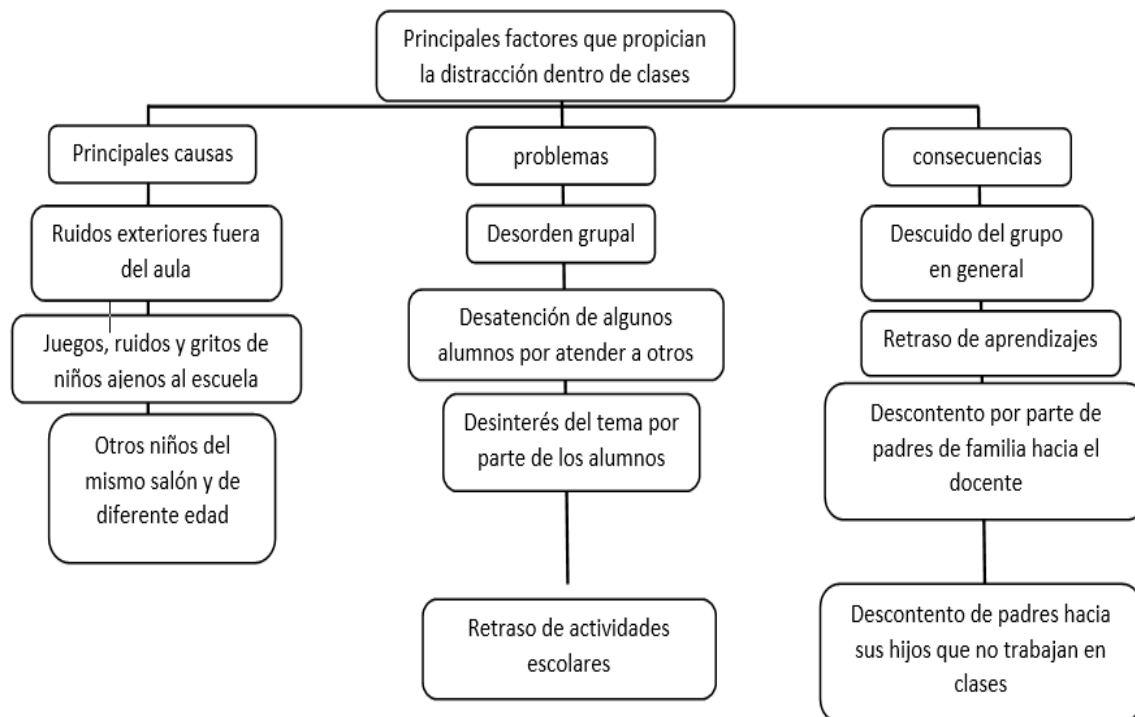 Principales factores que propician
la distracción dentro de clases
Principales causas
Ruidos exteriores fuera
del aula
Juegos, ruidos y gritos de
niños ajenos al escuela
Otros niños del
mismo salón y de
diferente edad
problemas
Desorden grupal
Desatención de algunos
alumnos por atender a otros
Desinterés del tema por
parte de los alumnos
Retraso de actividades
escolares
consecuencias
Descuido del grupo
en general
Retraso de aprendizajes
Descontento por parte de
padres de familia hacia el
docente
Descontento de padres hacia
sus hijos que no trabajan en
clases